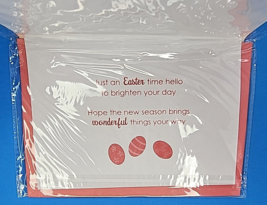 Just an Easter time hello
to brighten your day
Hope the new season brings
wonderful things your way.